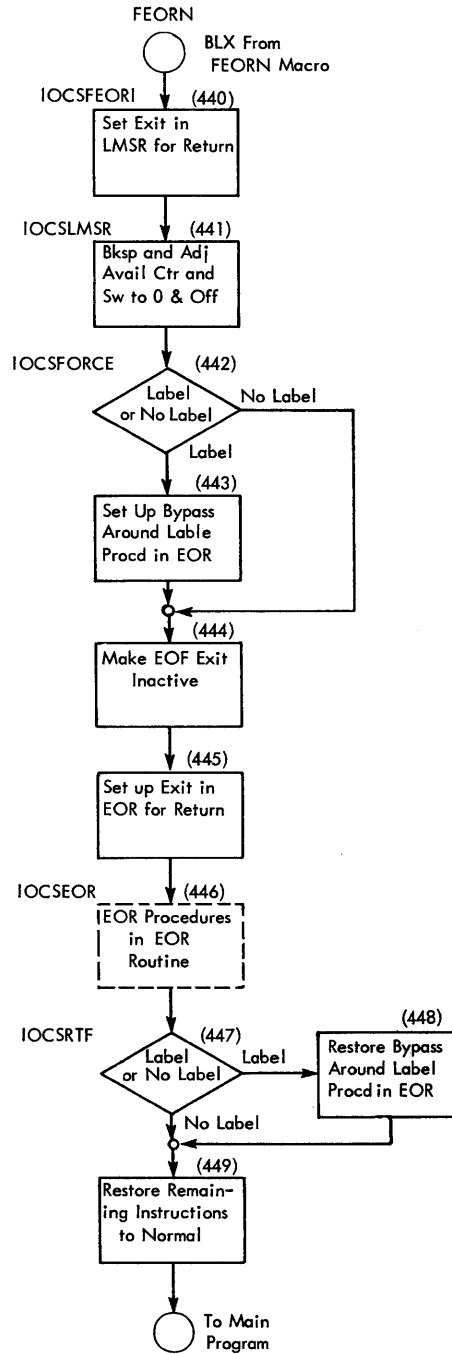 FEORN
BLX From
FEORN Macro
IOCSFEORI
(440)
Set Exit in
LMSR for Return
IOCSLMSR
(441)
Bksp and Adj
Avail Ctr and
Sw to 0 & Off
IOCSFORCE
(442)
Label
or No Label
No Label
Label
(443)
Set Up Bypass
Around Lable
Procd in EOR
(444)
Make EOF Exit
Inactive
(445)
Set up Exit in
EOR for Return
IOCSEOR
(446)
EOR Procedures
in EOR
Routine
IOCSRTF
(447)
Label
or No Label
Label
No Label
(448)
Restore Bypass
Around Label
Procd in EOR
(449)
Restore Remain-
ing Instructions
to Normal
To Main
Program